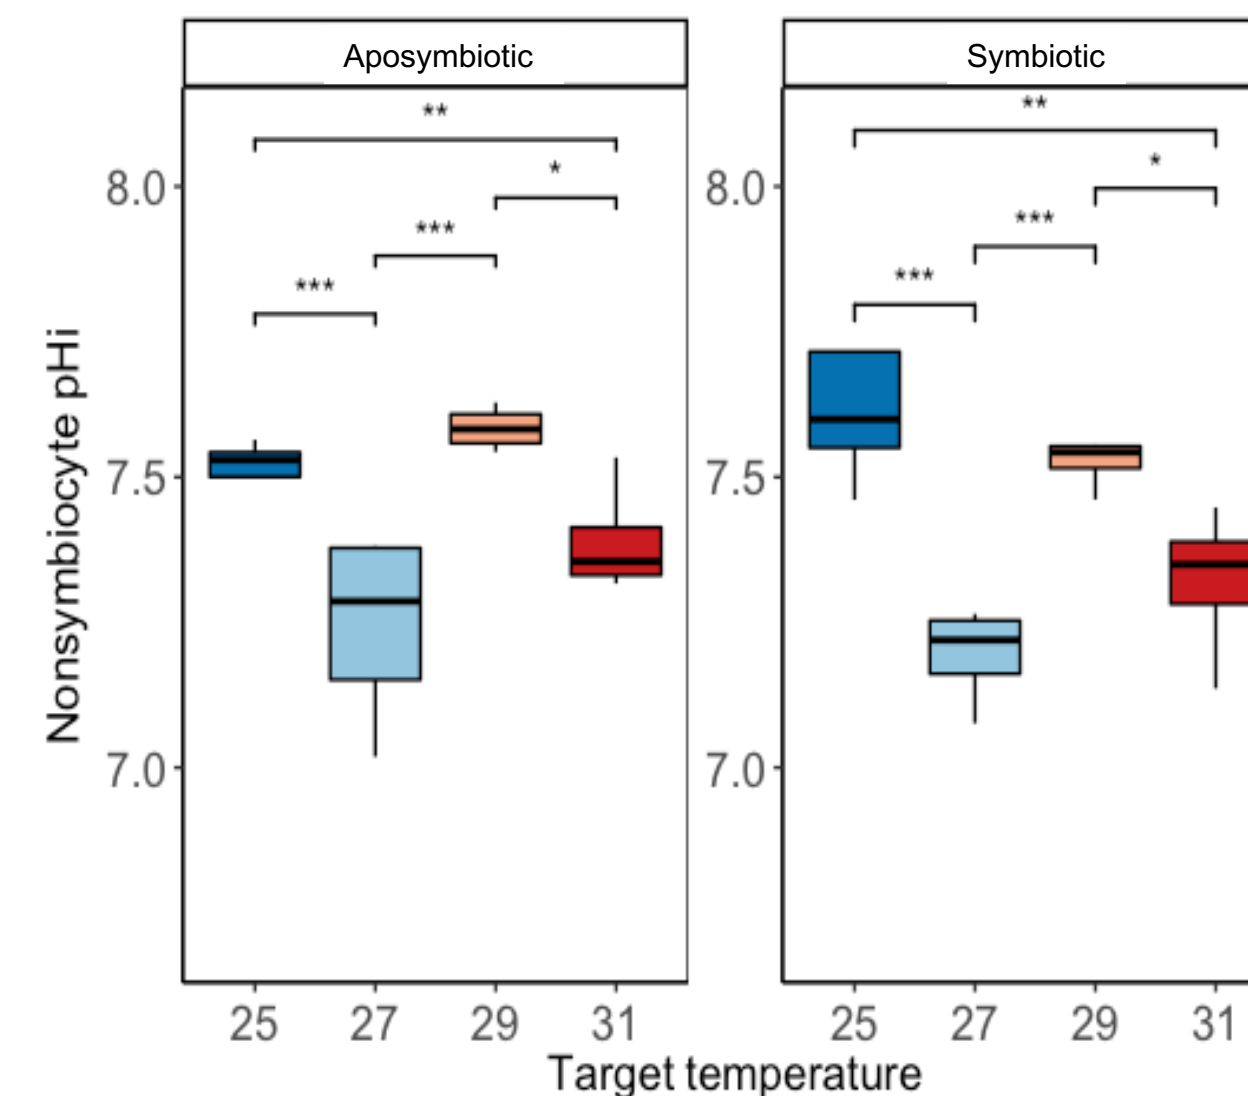 Aposymbiotic
Symbiotic
**
*
***
***
**
*
***
***
8.0
7.5
7.0
8.0
7.5
7.0
Nonsymbiocyte pHi
25 27 29 31
25 27 29 31
Target temperature